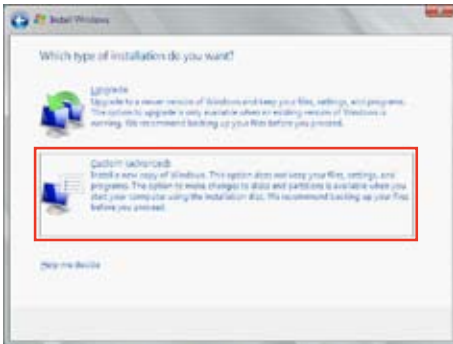 Install Windows
Which type of installation do you want?
Upgrade
Upgrade to a newer version of Windows and keep your files, settings, and programs.
The option to upgrade is only available when an existing version of Windows is
running. We recommend backing up your files before you proceed.
Custom (advanced)
Install a new copy of Windows. This option does not keep your files, settings, and
programs. The option to make changes to disks and partitions is available when you
start your computer using the installation disc. We recommend backing up your files
before you proceed.
Help me decide